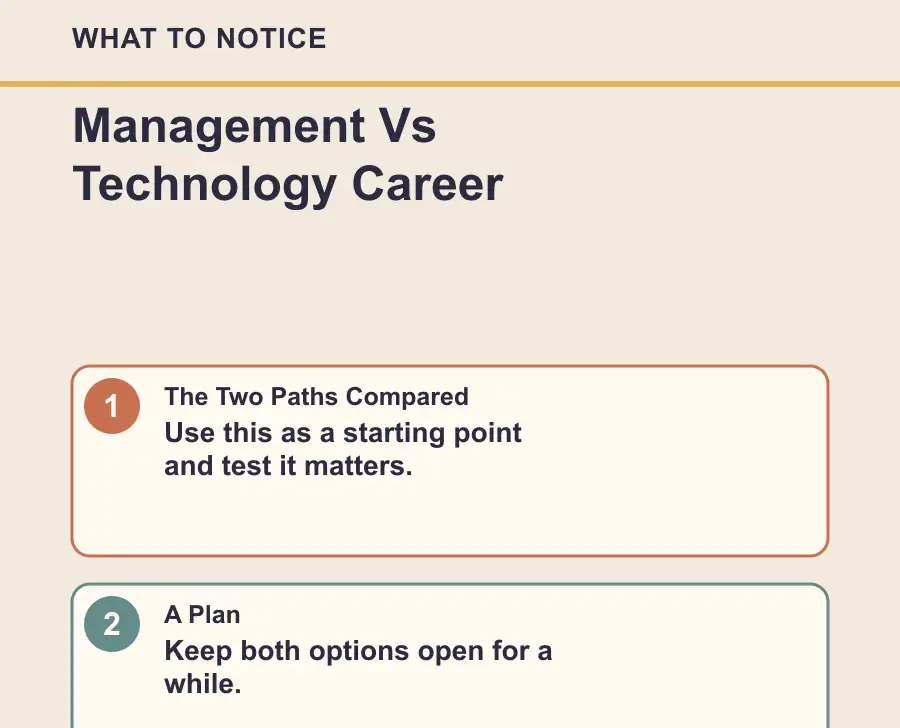 WHAT TO NOTICE
Management Vs
Technology Career
1
The Two Paths Compared
Use this as a starting point
and test it matters.
2
A Plan
Keep both options open for a
while.